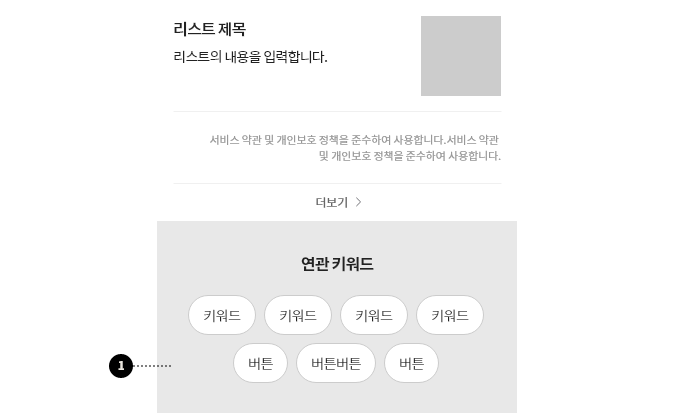 리스트 제목
리스트의 내용을 입력합니다.
서비스 약관 및 개인보호 정책을 준수하여 사용합니다.서비스 약관
및 개인보호 정책을 준수하여 사용합니다.
더보기
연관 키워드
키워드 키워드 키워드 키워드
버튼 버튼버튼 버튼
1